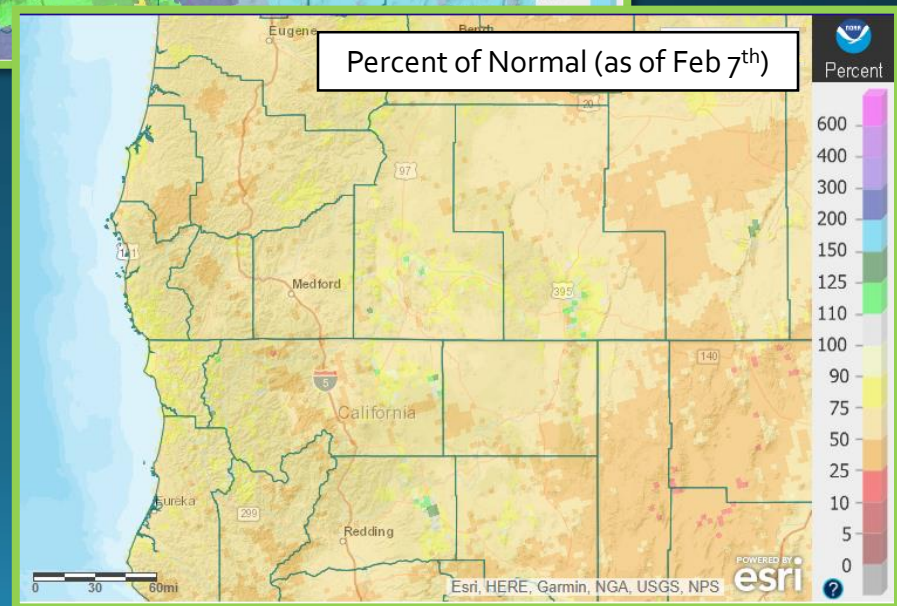 Eugene
Percent of Normal (as of Feb 7th)
NOAA
Percent
20
97
600
400
300
200
150
125
110
100
90
75
50
25
10
5
0
Medford
395
140
5
California
Eureka
299
Redding
0 30 60mi
Esri, HERE, Garmin, NGA, USGS, NPS
POWERED BY
esri
?